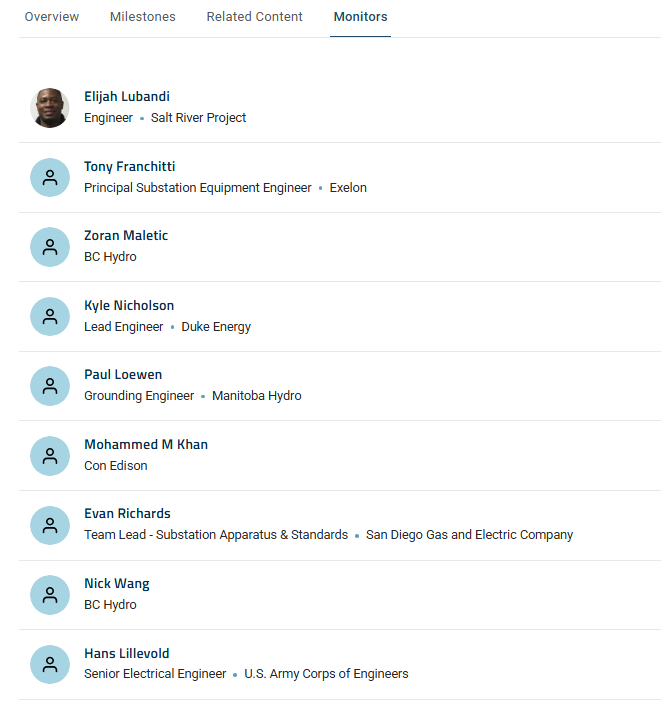 Overview Milestones Related Content Monitors
Elijah Lubandi
Engineer • Salt River Project
Tony Franchitti
Principal Substation Equipment Engineer • Exelon
Zoran Maletic
BC Hydro
Kyle Nicholson
Lead Engineer • Duke Energy
Paul Loewen
Grounding Engineer • Manitoba Hydro
Mohammed M Khan
Con Edison
Evan Richards
Team Lead - Substation Apparatus & Standards • San Diego Gas and Electric Company
Nick Wang
BC Hydro
Hans Lillevold
Senior Electrical Engineer • U.S. Army Corps of Engineers